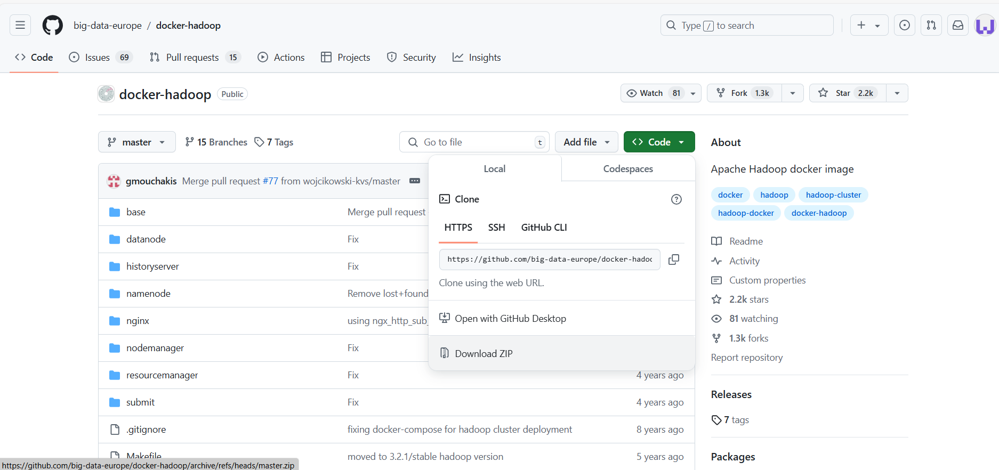 big-data-europe / docker-hadoop
Type / to search
Code
Issues 69
Pull requests 15
Actions
Projects
Security
Insights
docker-hadoop Public
Watch 81
Fork 1.3k
Star 2.2k
master
15 Branches
7 Tags
Go to file t
Add file
Code
gmouchakis Merge pull request #77 from wojcikowski-kvs/master
base Merge pull request
datanode Fix
historyserver Fix
namenode Remove lost+found
nginx using ngx_http_sub_
nodemanager Fix
resourcemanager Fix 4 years ago
submit Fix 4 years ago
.gitignore fixing docker-compose for hadoop cluster deployment 8 years ago
Makefile moved to 3.2.1/stable hadoop version 5 years ago
Local Codespaces
Clone
HTTPS SSH GitHub CLI
https://github.com/big-data-europe/docker-hadoc
Clone using the web URL.
Open with GitHub Desktop
Download ZIP
About
Apache Hadoop docker image
docker hadoop hadoop-cluster
hadoop-docker docker-hadoop
Readme
Activity
Custom properties
2.2k stars
81 watching
1.3k forks
Report repository
Releases
7 tags
Packages
https://github.com/big-data-europe/docker-hadoop/archive/refs/heads/master.zip